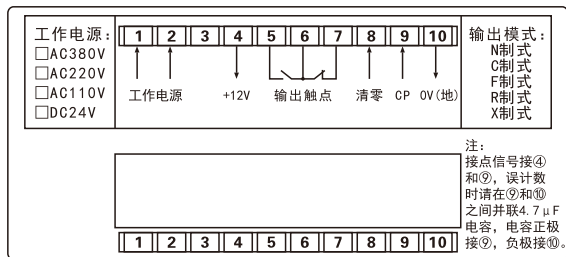 工作电源:
□AC380V
□AC220V
□AC110V
□DC24V
1 2 3 4 5 6 7 8 9 10
工作电源 +12V 输出触点 清零 CP 0V(地)
输出模式:
N制式
C制式
F制式
R制式
X制式
注:
接点信号接④
和⑨, 误计数
时请在⑨和⑩
之间并联4.7μF
电容, 电容正极
接⑨, 负极接⑩。
1 2 3 4 5 6 7 8 9 10